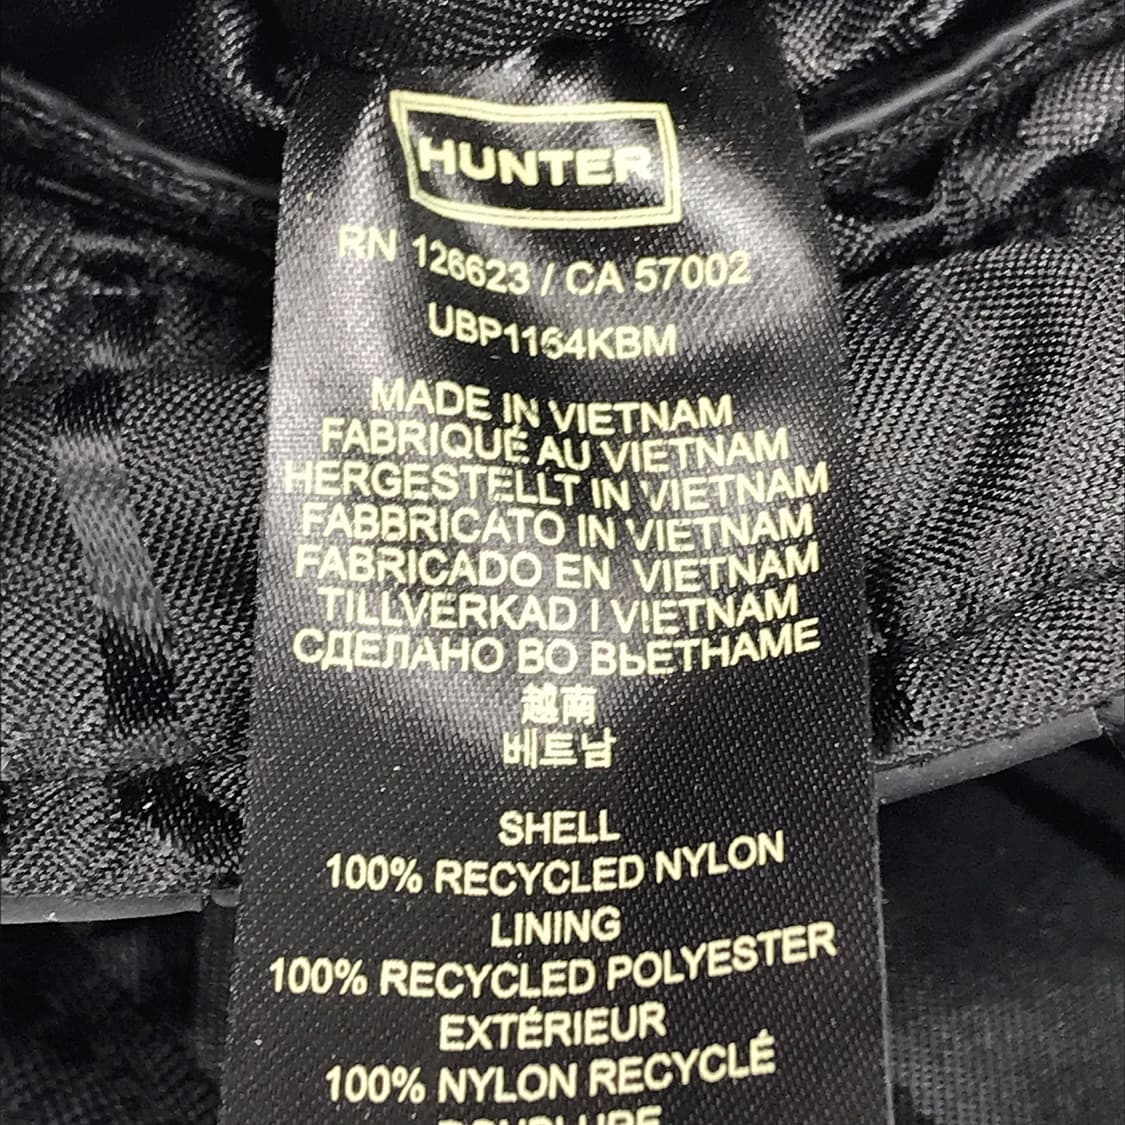 HUNTER
RN 126623 / CA 57002
UBP1164KBM
MADE IN VIETNAM
FABRIQUÉ AU VIETNAM
HERGESTELLT IN VIETNAM
FABBRICATO IN VIETNAM
FABRICADO EN VIETNAM
TILLVERKAD I VIETNAM
СДЕЛАНО ВО ВЬЕТНАМЕ
越南
베트남
SHELL
100% RECYCLED NYLON
LINING
100% RECYCLED POLYESTER
EXTÉRIEUR
100% NYLON RECYCLÉ